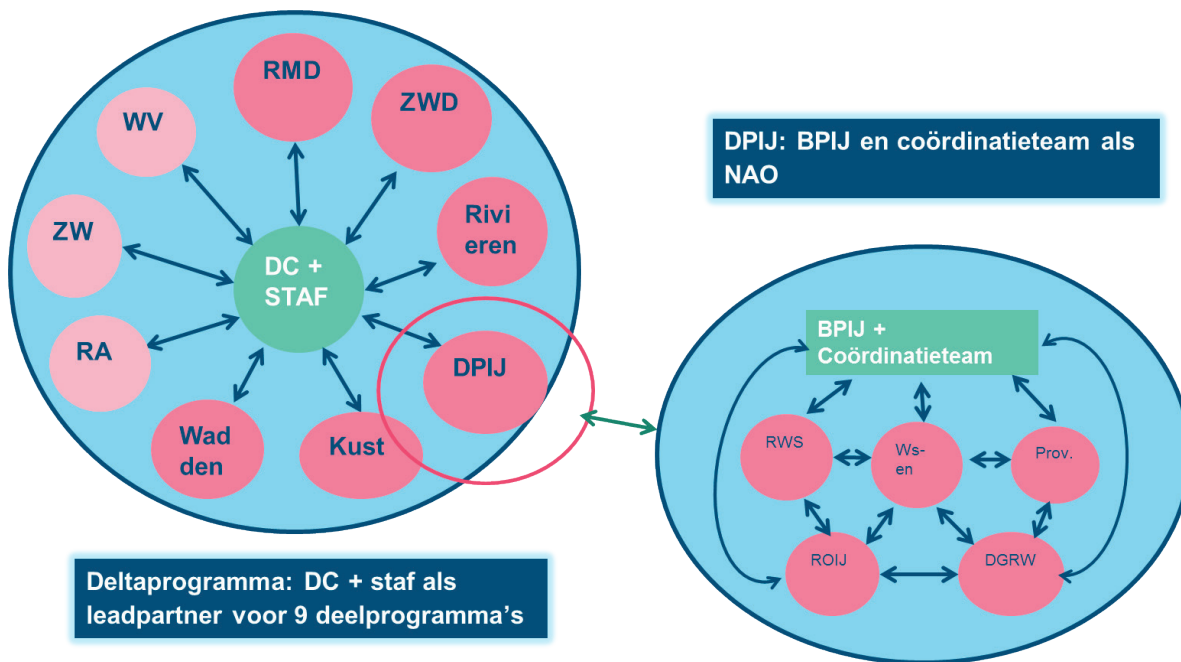 RMD
ZWD
WV
Rivi
eren
ZW
DC +
STAF
RA
DPIJ
Wad
den
Kust
Deltaprogramma: DC + staf als
leadpartner voor 9 deelprogramma’s
DPIJ: BPIJ en coördinatieteam als
NAO
BPIJ +
Coördinatieteam
RWS
Ws-
en
Prov.
ROIJ
DGRW